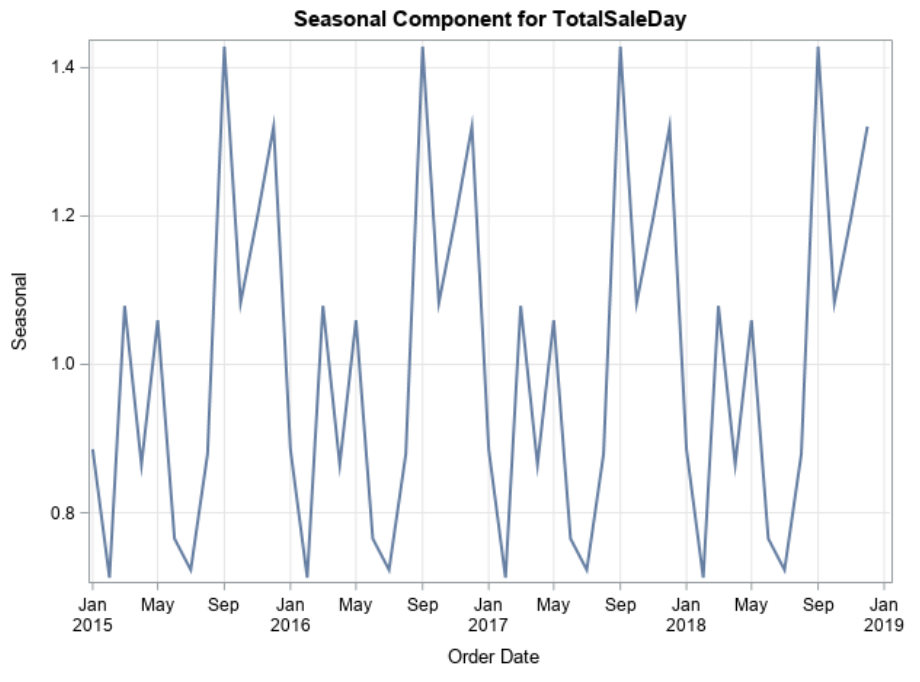 Seasonal Component for TotalSaleDay
1.4
1.2
1.0
0.8
Seasonal
Jan May Sep Jan May Sep Jan May Sep Jan May Sep Jan
2015 2016 2017 2018 2019
Order Date